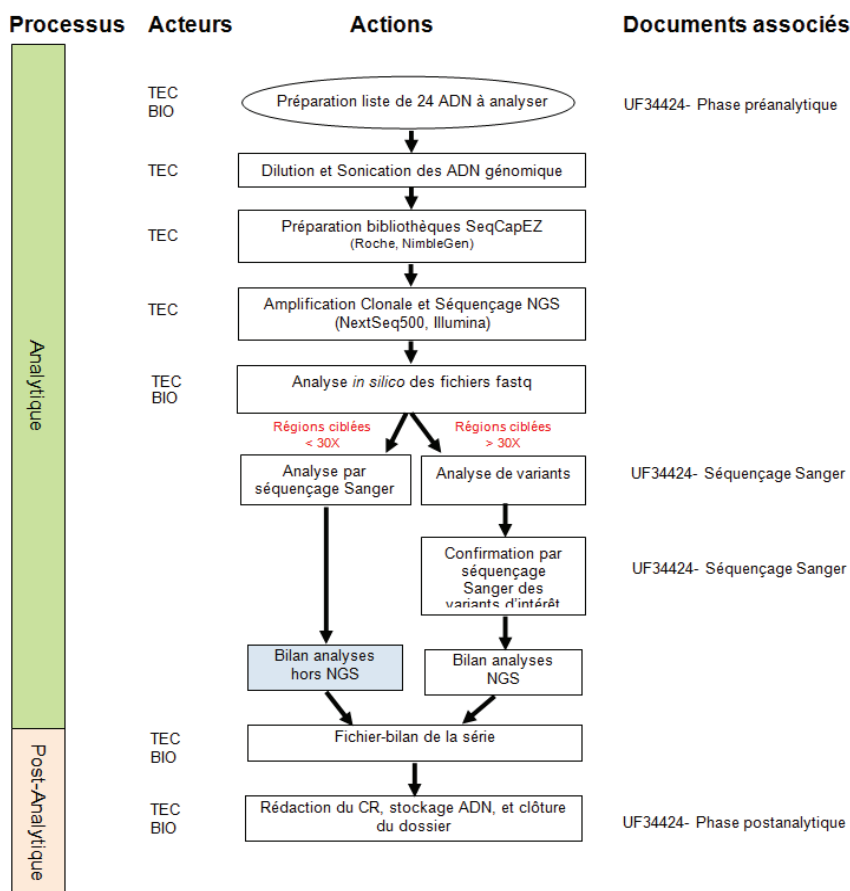 Processus Acteurs Actions Documents associés
TEC
BIO
Préparation liste de 24 ADN à analyser
UF34424- Phase préanalytique
TEC
Dilution et Sonication des ADN génomique
TEC
Préparation bibliothèques SeqCapEZ
(Roche, NimbleGen)
TEC
Amplification Clonale et Séquençage NGS
(NextSeq500, Illumina)
Analytique
TEC
BIO
Analyse in silico des fichiers fastq
Régions ciblées
< 30X
Régions ciblées
> 30X
Analyse par
séquençage Sanger
Analyse de variants
UF34424- Séquençage Sanger
Confirmation par
séquençage
Sanger des
variants d'intérêt
UF34424- Séquençage Sanger
Bilan analyses
hors NGS
Bilan analyses
NGS
Post-Analytique
TEC
BIO
Fichier-bilan de la série
TEC
BIO
Rédaction du CR, stockage ADN, et clôture
du dossier
UF34424- Phase postanalytique